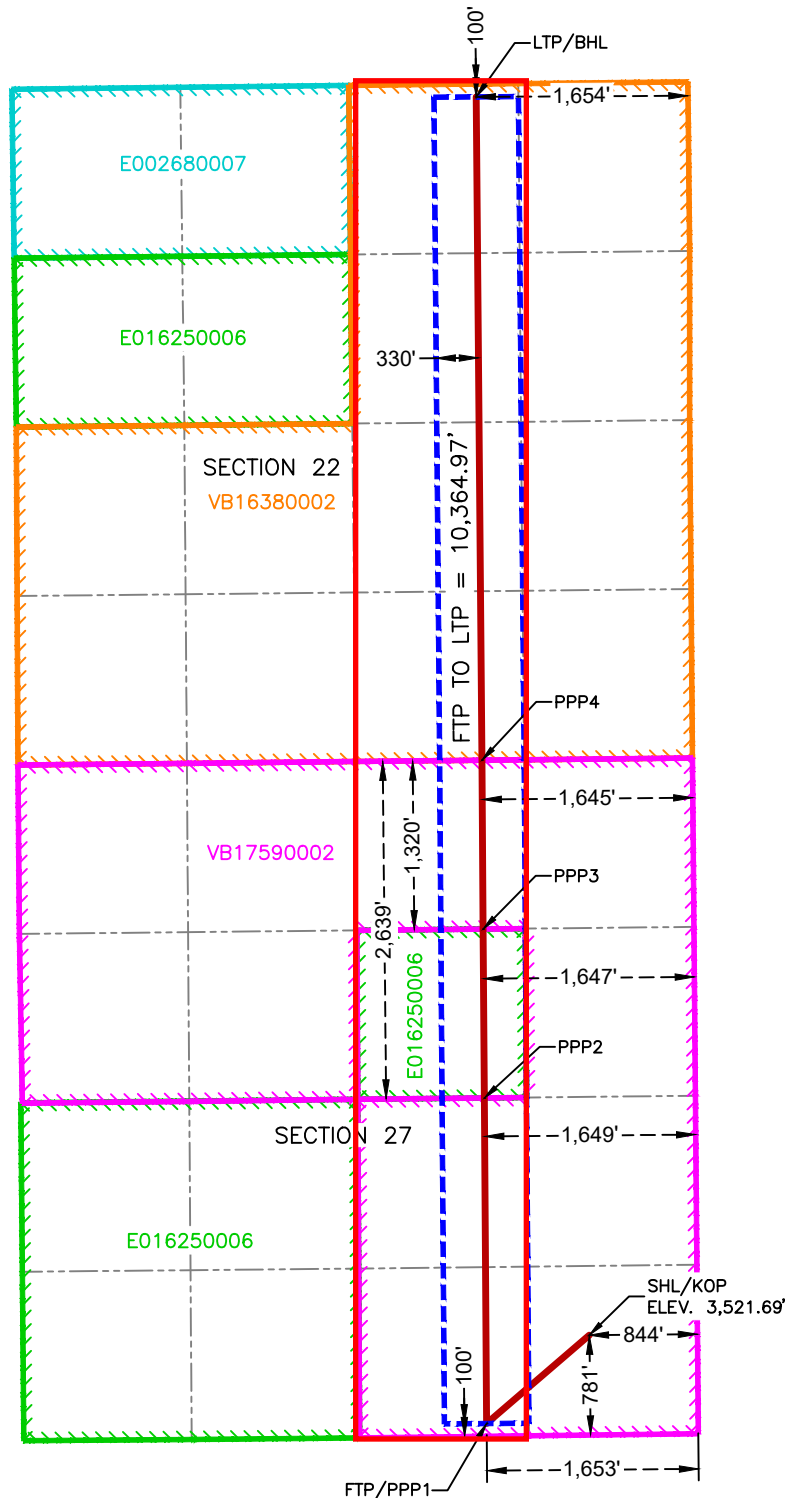 100'
LTP/BHL
1,654'
E002680007
E016250006
330'
SECTION 22
VB16380002
FTP TO LTP = 10,364.97'
PPP4
1,645'
VB17590002
1,320'
PPP3
2,639'
1,647'
E016250006
PPP2
1,649'
SECTION 27
E016250006
SHL/KOP
ELEV. 3,521.69'
844'
781'
100'
1,653'
FTP/PPP1